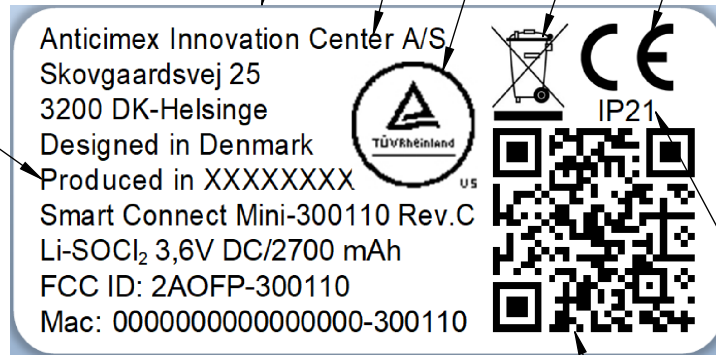 Anticimex Innovation Center A/S
Skovgaardsvej 25
3200 DK-Helsinge
Designed in Denmark
Produced in XXXXXXXX
Smart Connect Mini-300110 Rev.C
Li-SOCl₂ 3,6V DC/2700 mAh
FCC ID: 2AOFP-300110
Mac: 0000000000000000-300110
TÜVRheinland
US
CE
IP21